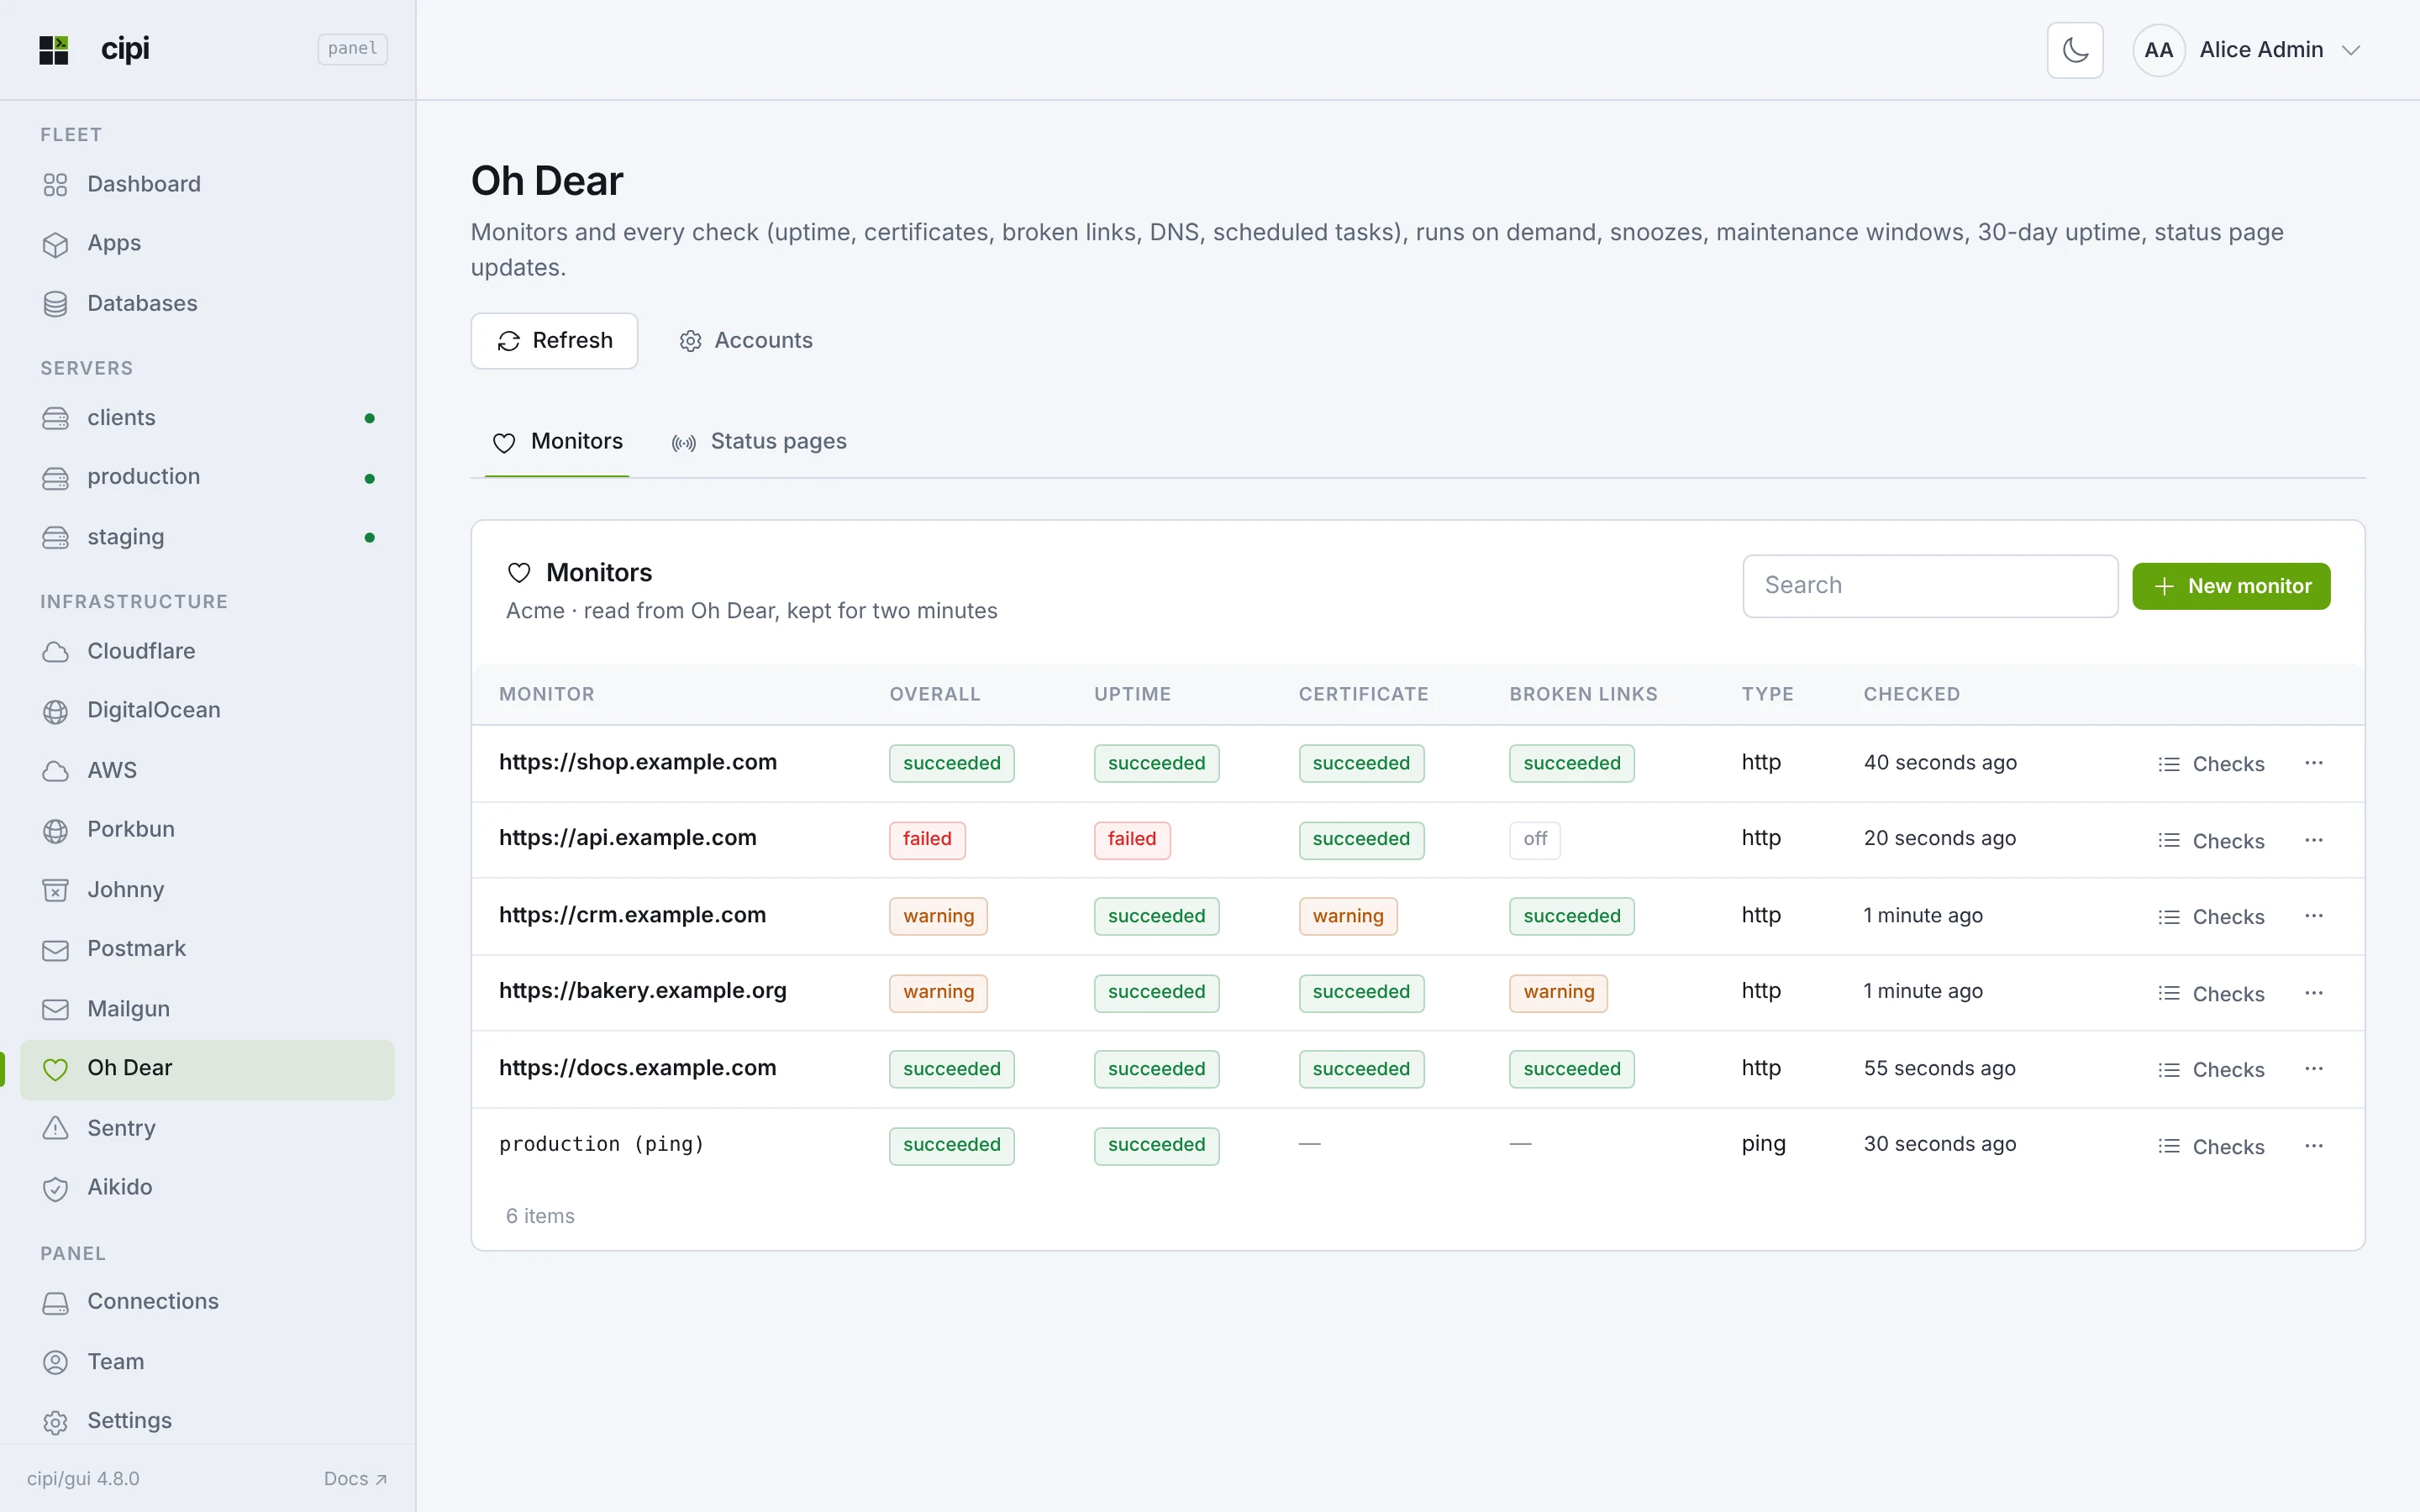 cipi
panel
AA
Alice Admin
FLEET
Dashboard
Apps
Databases
SERVERS
clients
production
staging
INFRASTRUCTURE
Cloudflare
DigitalOcean
AWS
Porkbun
Johnny
Postmark
Mailgun
Oh Dear
Sentry
Aikido
PANEL
Connections
Team
Settings
cipi/gui 4.8.0
Docs ↗
Oh Dear
Monitors and every check (uptime, certificates, broken links, DNS, scheduled tasks), runs on demand, snoozes, maintenance windows, 30-day uptime, status page
updates.
Refresh
Accounts
Monitors
Status pages
Monitors
Acme · read from Oh Dear, kept for two minutes
Search
+ New monitor
MONITOR OVERALL UPTIME CERTIFICATE BROKEN LINKS TYPE CHECKED
https://shop.example.com succeeded succeeded succeeded succeeded http 40 seconds ago Checks ···
https://api.example.com failed failed succeeded off http 20 seconds ago Checks ···
https://crm.example.com warning succeeded warning succeeded http 1 minute ago Checks ···
https://bakery.example.org warning succeeded succeeded warning http 1 minute ago Checks ···
https://docs.example.com succeeded succeeded succeeded succeeded http 55 seconds ago Checks ···
production (ping) succeeded succeeded — — ping 30 seconds ago Checks ···
6 items